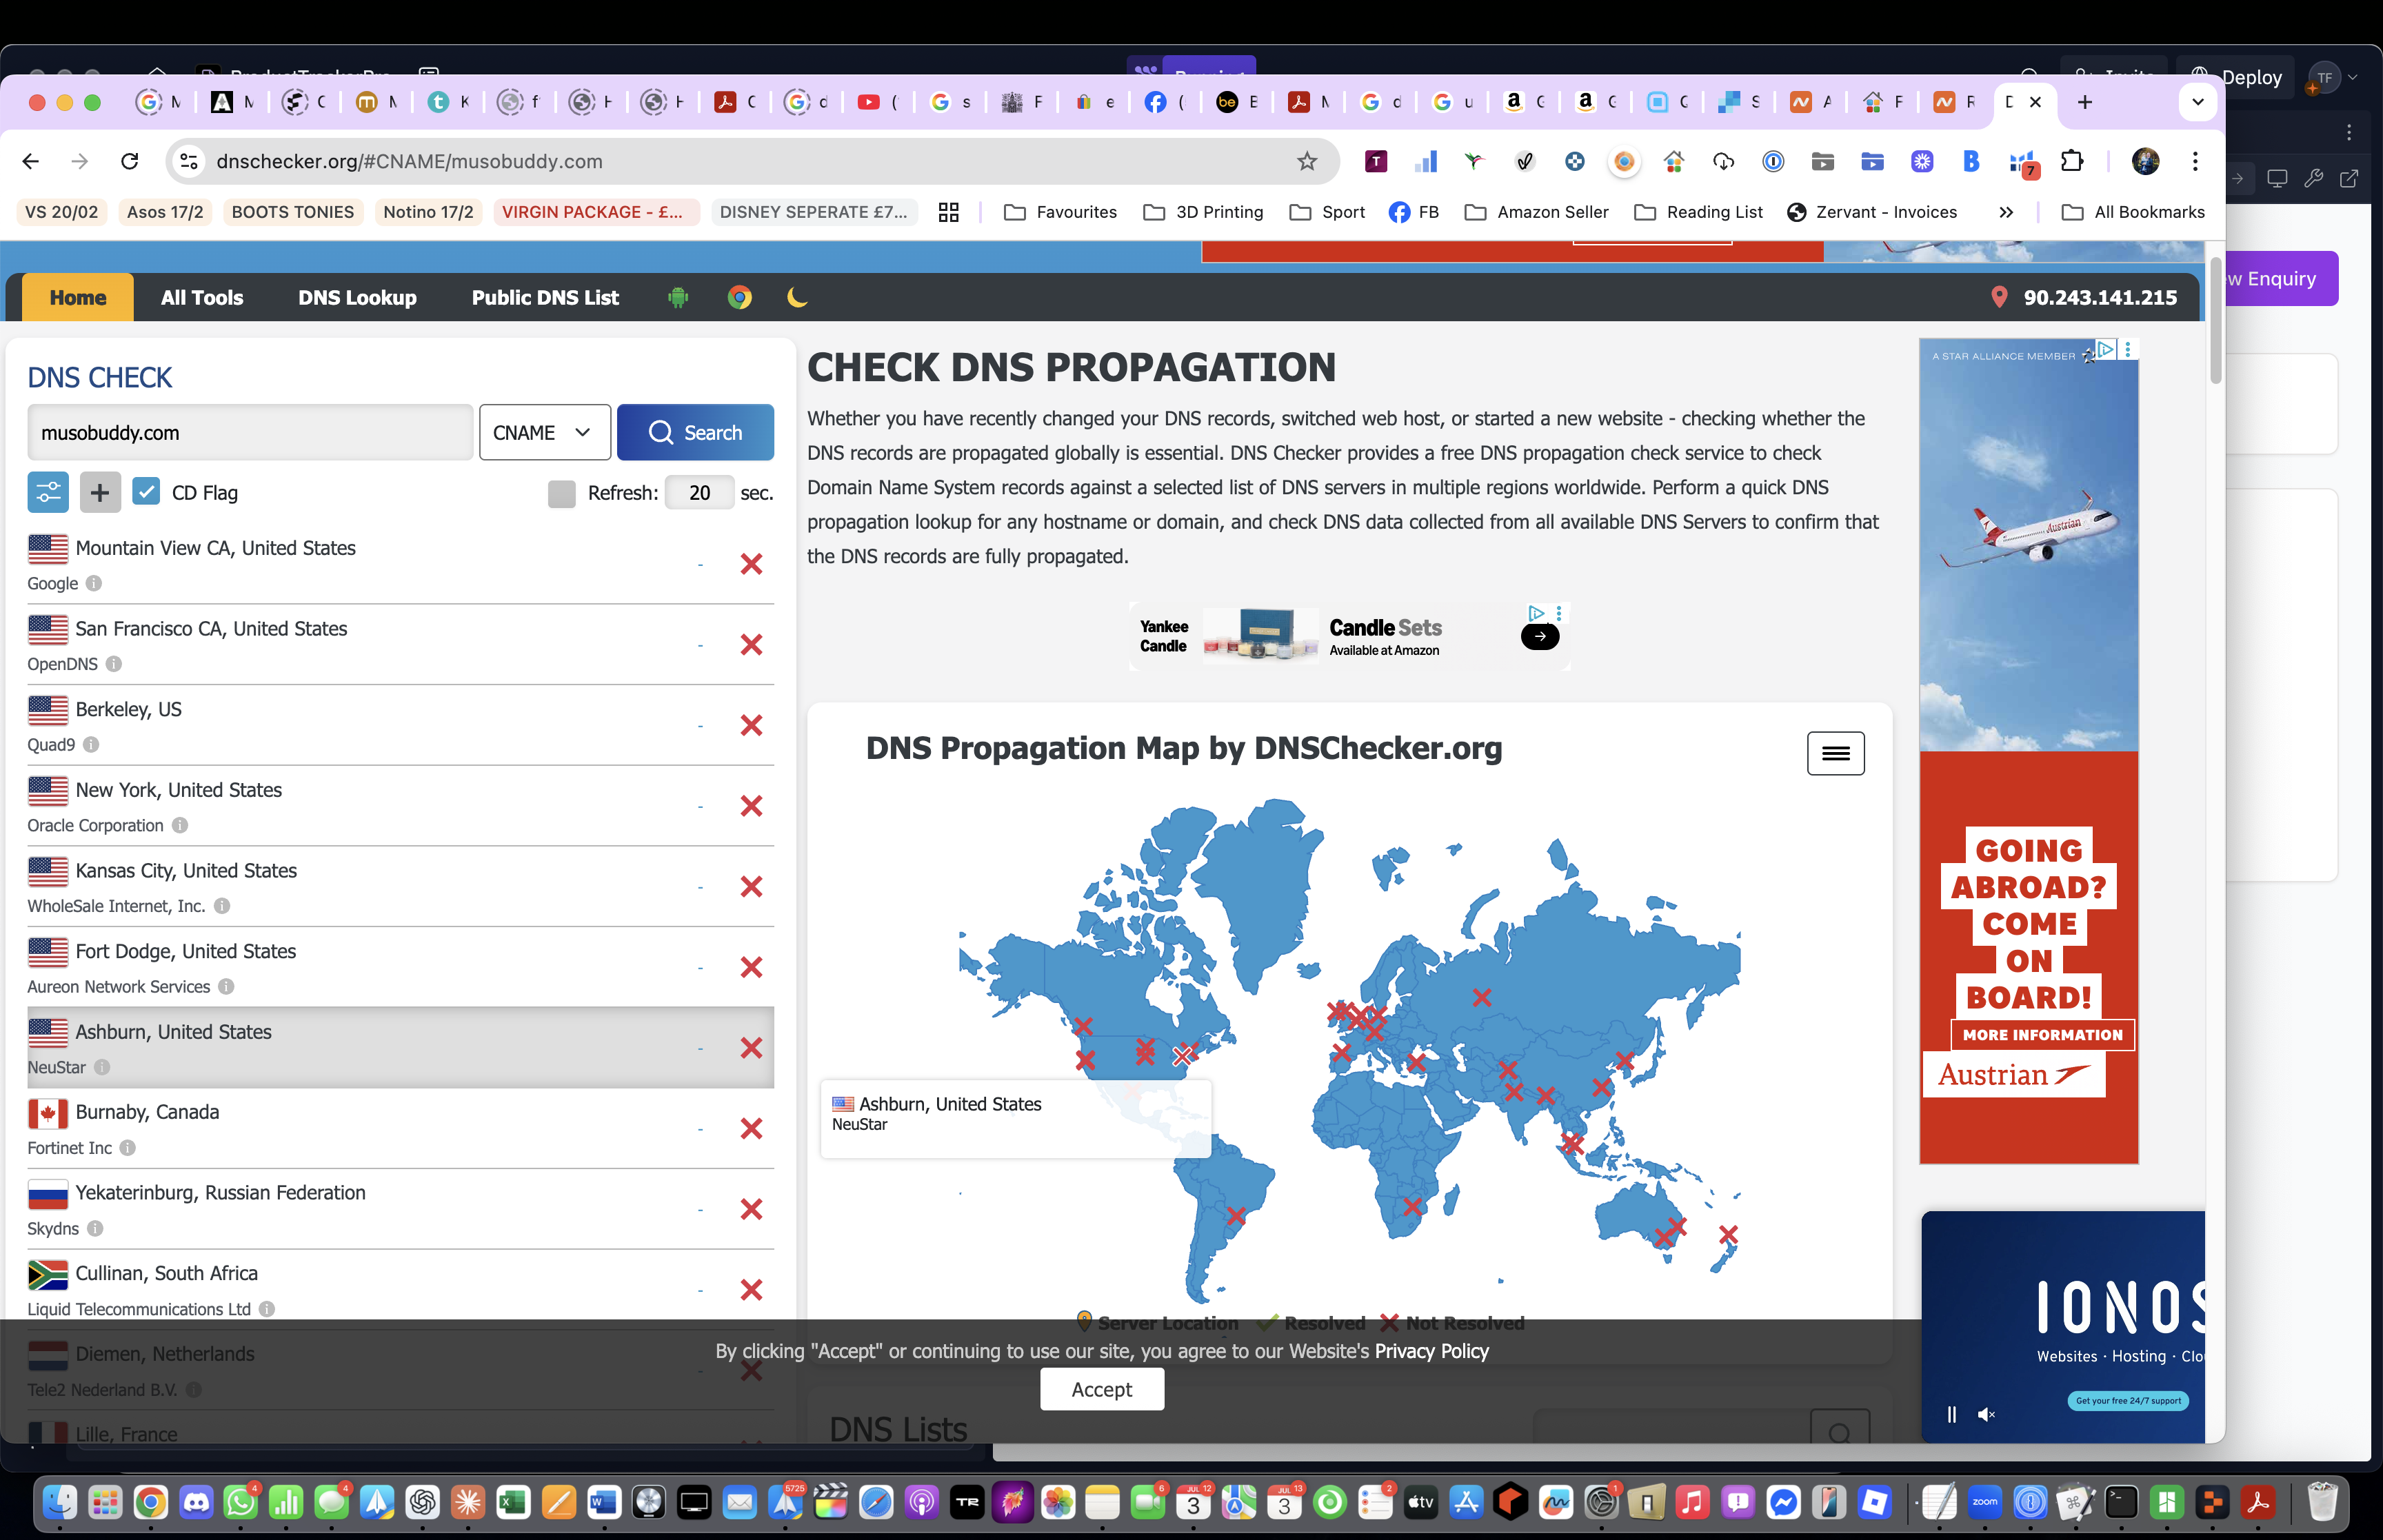 Deploy
TF
dnschecker.org/#CNAME/musobuddy.com
7
VS 20/02
Asos 17/2
BOOTS TONIES
Notino 17/2
VIRGIN PACKAGE - £...
DISNEY SEPERATE £7...
Favourites
3D Printing
Sport
FB
Amazon Seller
Reading List
Zervant - Invoices
All Bookmarks
w Enquiry
Home
All Tools
DNS Lookup
Public DNS List
90.243.141.215
DNS CHECK
musobuddy.com
CNAME
Search
CD Flag
Refresh:
20
sec.
Mountain View CA, United States
Google
San Francisco CA, United States
OpenDNS
Berkeley, US
Quad9
New York, United States
Oracle Corporation
Kansas City, United States
WholeSale Internet, Inc.
Fort Dodge, United States
Aureon Network Services
Ashburn, United States
NeuStar
Burnaby, Canada
Fortinet Inc
Yekaterinburg, Russian Federation
Skydns
Cullinan, South Africa
Liquid Telecommunications Ltd
Diemen, Netherlands
Tele2 Nederland B.V.
Lille, France
CHECK DNS PROPAGATION
Whether you have recently changed your DNS records, switched web host, or started a new website - checking whether the
DNS records are propagated globally is essential. DNS Checker provides a free DNS propagation check service to check
Domain Name System records against a selected list of DNS servers in multiple regions worldwide. Perform a quick DNS
propagation lookup for any hostname or domain, and check DNS data collected from all available DNS Servers to confirm that
the DNS records are fully propagated.
Yankee
Candle
Candle Sets
Available at Amazon
DNS Propagation Map by DNSChecker.org
Ashburn, United States
NeuStar
Server Location
Resolved
Not Resolved
By clicking "Accept" or continuing to use our site, you agree to our Website's Privacy Policy
Accept
DNS Lists
A STAR ALLIANCE MEMBER
Austrian
GOING
ABROAD?
COME
ON
BOARD!
MORE INFORMATION
Austrian
IONOS
Websites · Hosting · Clo
Get your free 24/7 support